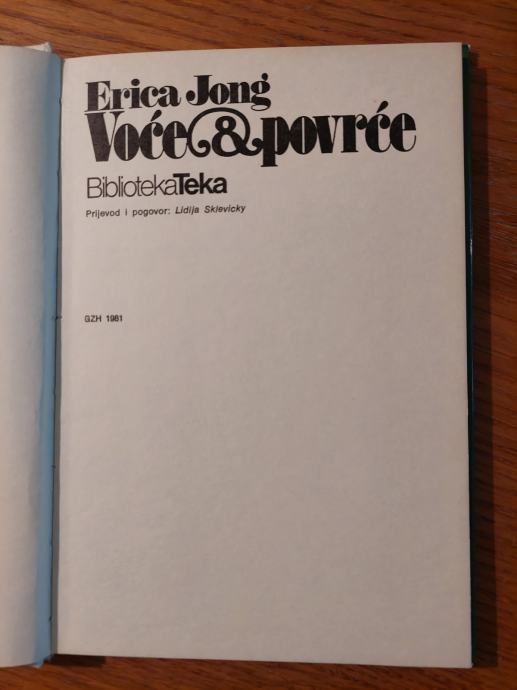 Erica Jong
Voće & povrće
BibliotekaTeka
Prijevod i pogovor: Lidija Sklevicky
GZH 1981